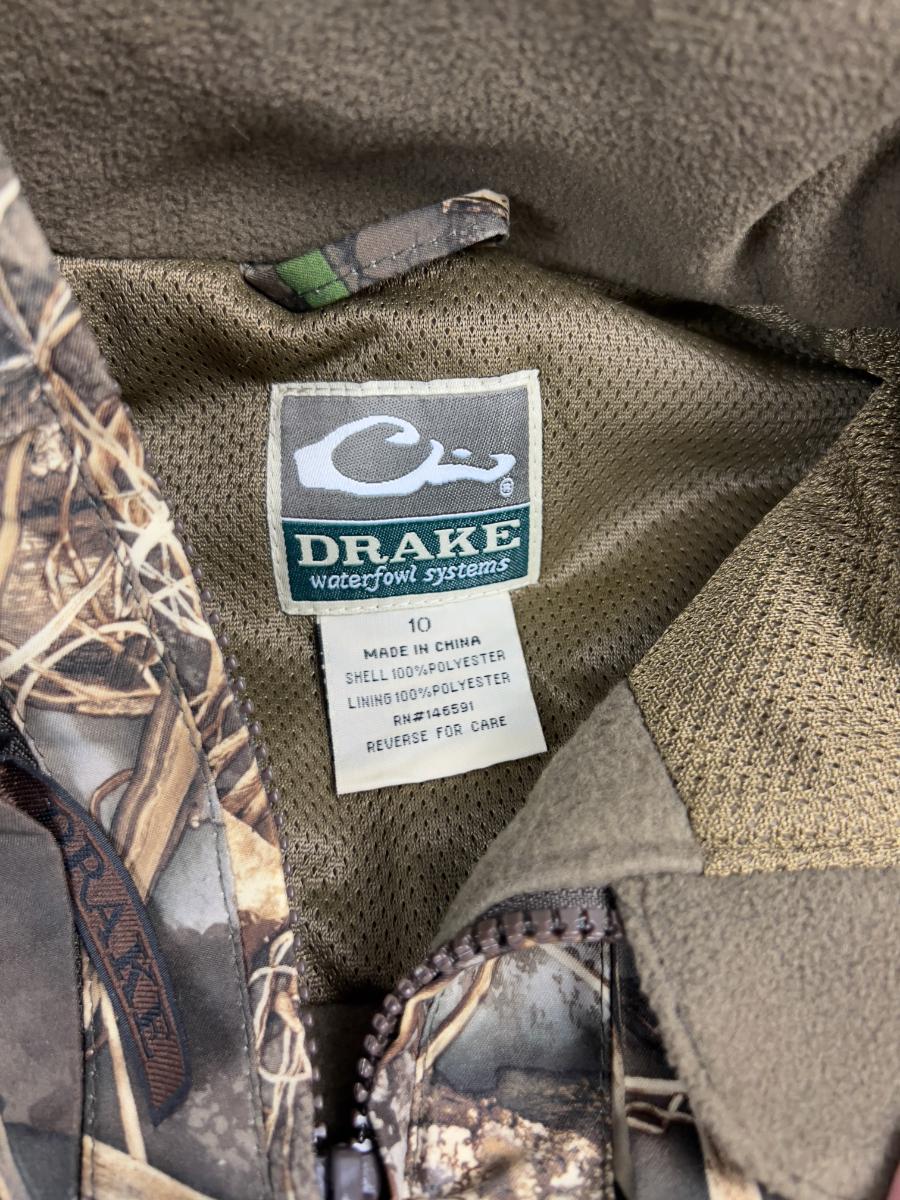 ®
DRAKE
waterfowl systems
10
MADE IN CHINA
SHELL 100%POLYESTER
LINING 100%POLYESTER
RN#146591
REVERSE FOR CARE
DRAKE